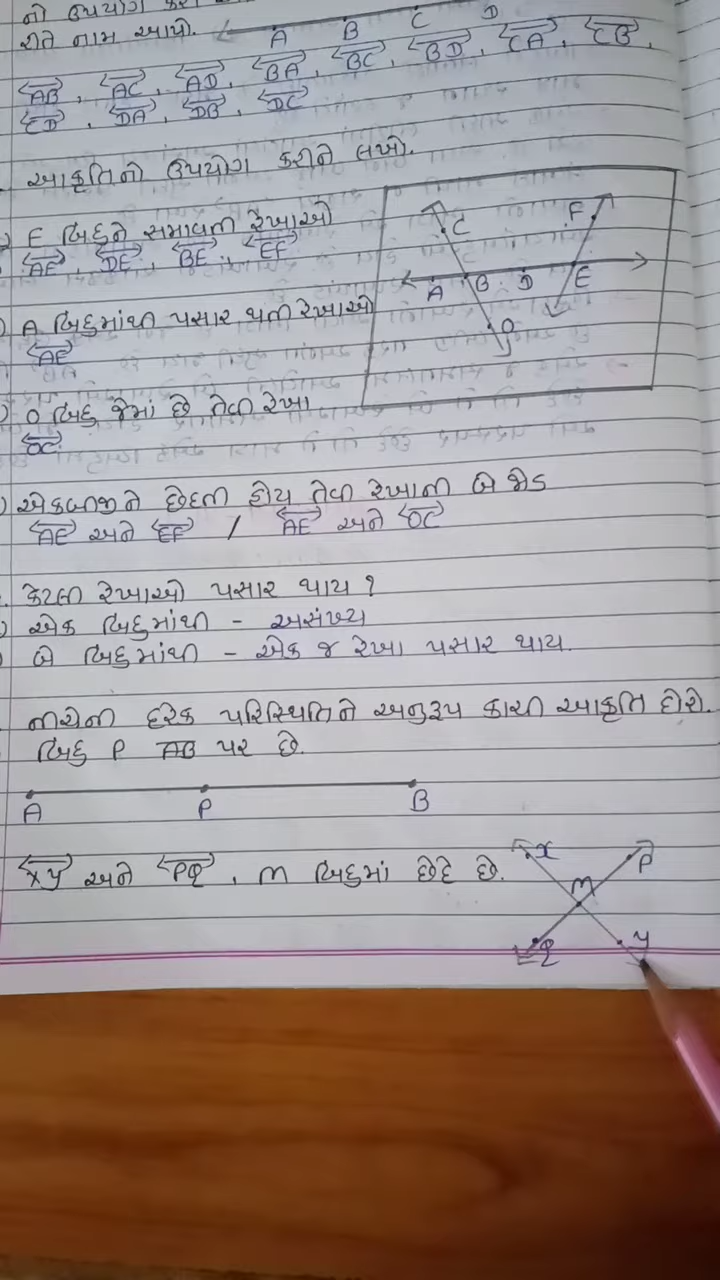 નો ઉપયોગ કરી
રીતે નામ આપો.
A B C D
AB, AC, AD, BA, BC, BD, CA, CB,
CD, DA, DB, DC
આકૃતિનો ઉપયોગ કરીને લખો.
E બિંદુને સમાવતી રેખાઓ
AE, DE, BE, EF
C F
A B D E
O
A બિંદુમાંથી પસાર થતી રેખાઓ
AE
O બિંદુ જેમાં છે તેવી રેખા
OC
એકબીજીને છેદતી હોય તેવી રેખાની બે જોડ
AE અને EF / AE અને OC
કેટલી રેખાઓ પસાર થાય ?
એક બિંદુમાંથી - અસંખ્ય
બે બિંદુમાંથી - એક જ રેખા પસાર થાય.
નીચેની દરેક પરિસ્થિતિને અનુરૂપ કાચી આકૃતિ દોરો.
બિંદુ P AB પર છે.
A P B
XY અને PQ, M બિંદુમાં છેદે છે.
X P
M
Q Y